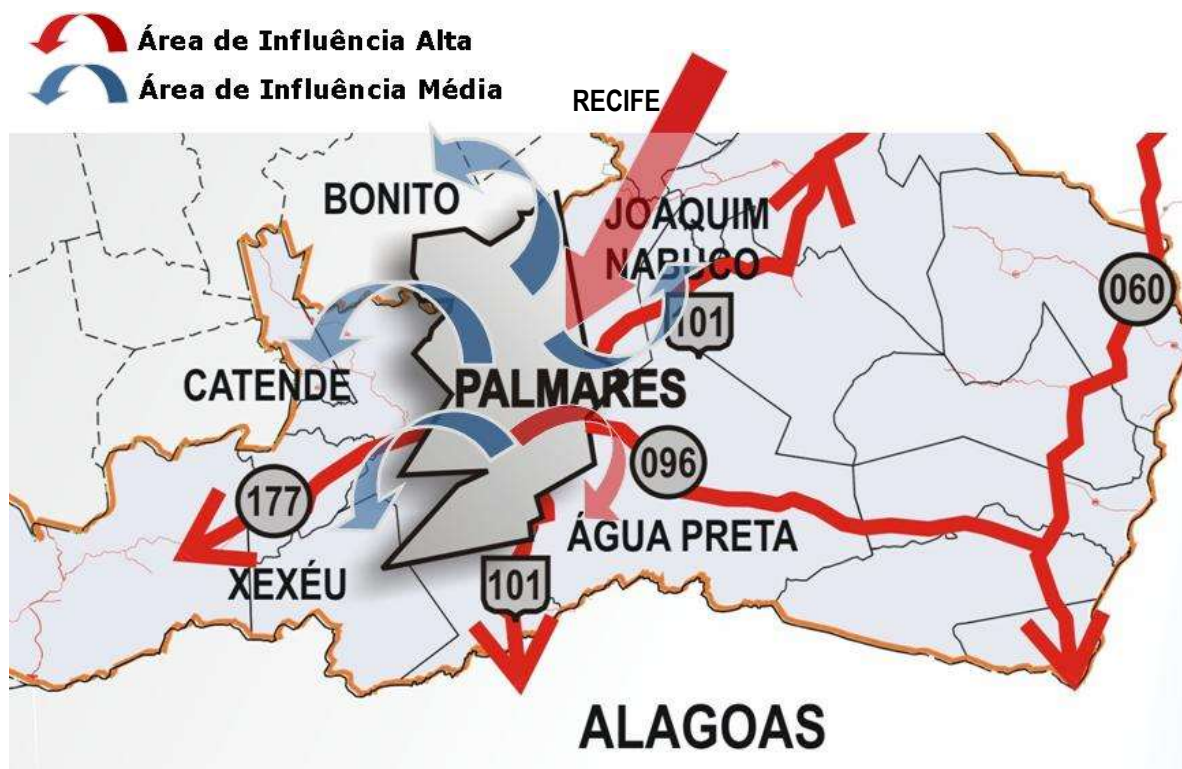 Área de Influência Alta
Área de Influência Média
RECIFE
BONITO
JOAQUIM
NABUCO
060
101
CATENDE
PALMARES
096
177
ÁGUA PRETA
XEXÉU
101
ALAGOAS